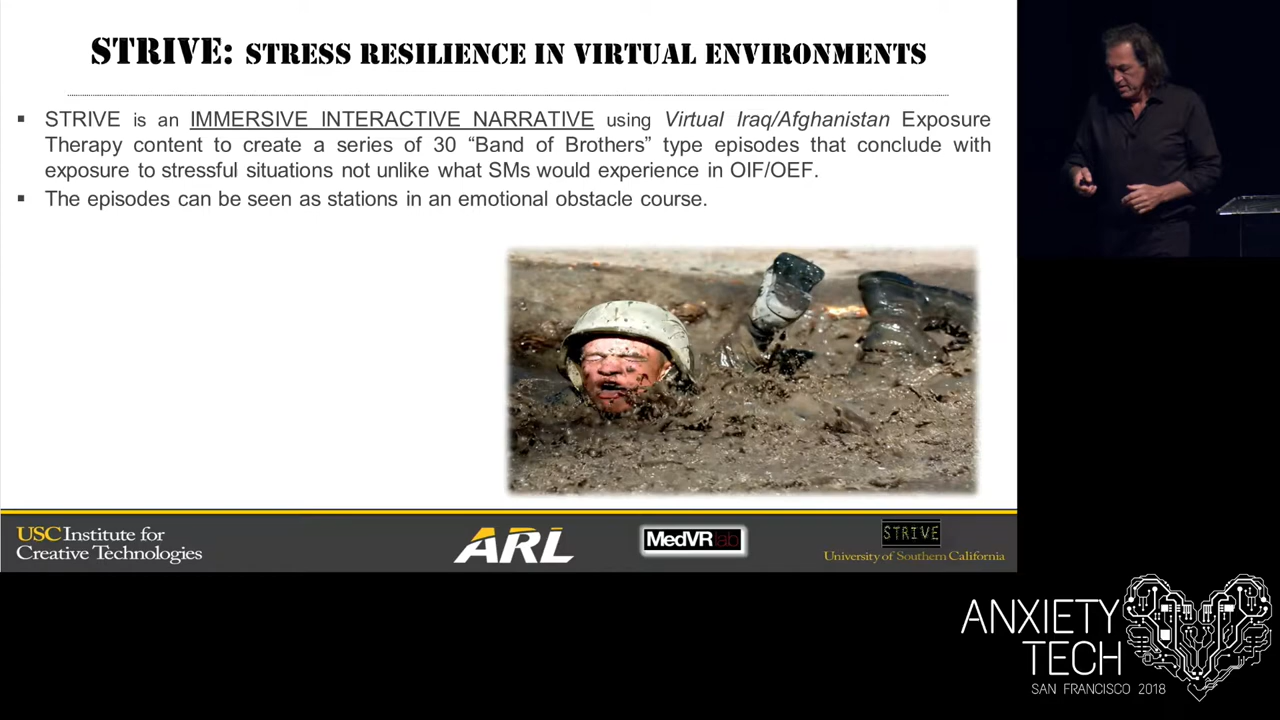 STRIVE: STRESS RESILIENCE IN VIRTUAL ENVIRONMENTS
▪ STRIVE is an IMMERSIVE INTERACTIVE NARRATIVE using Virtual Iraq/Afghanistan Exposure
Therapy content to create a series of 30 “Band of Brothers” type episodes that conclude with
exposure to stressful situations not unlike what SMs would experience in OIF/OEF.
▪ The episodes can be seen as stations in an emotional obstacle course.
USC Institute for
Creative Technologies
ARL
MedVR lab
STRIVE
University of Southern California
ANXIETY
TECH
SAN FRANCISCO 2018